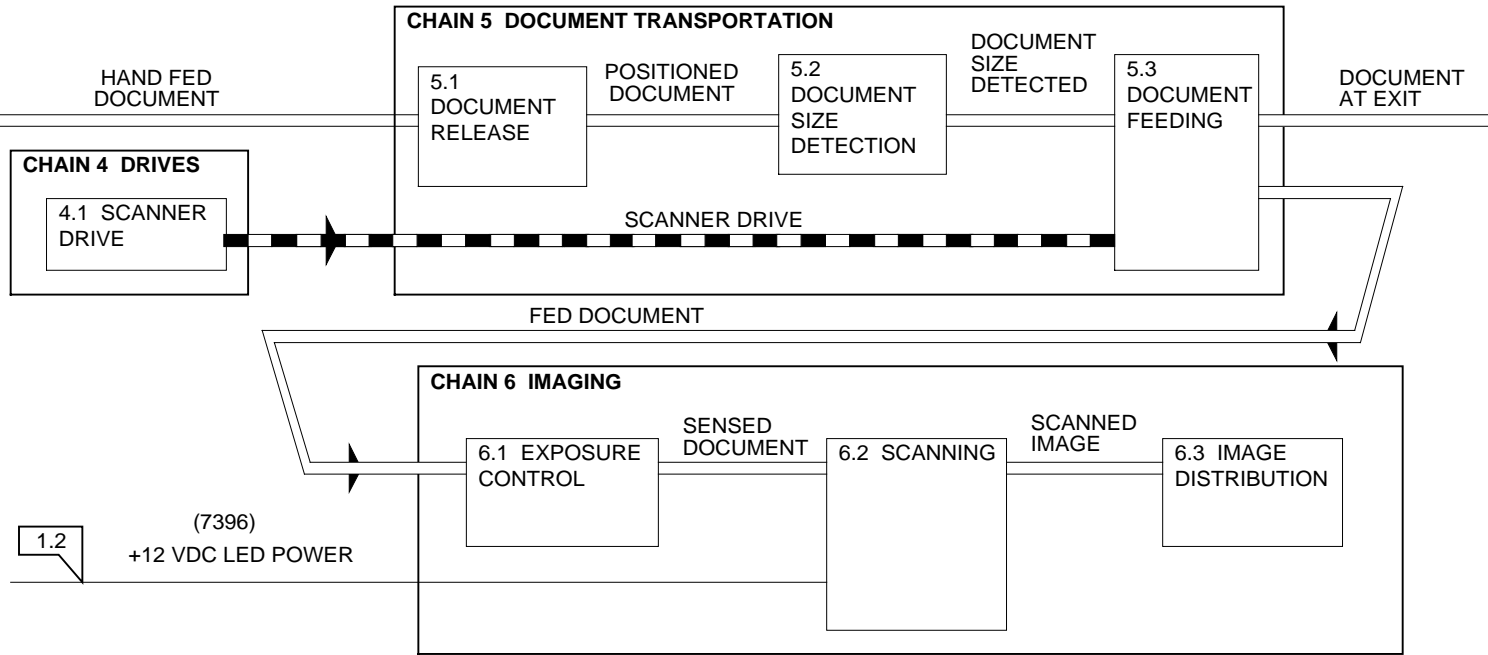 CHAIN 5 DOCUMENT TRANSPORTATION
HAND FED
DOCUMENT
5.1
DOCUMENT
RELEASE
POSITIONED
DOCUMENT
5.2
DOCUMENT
SIZE
DETECTION
DOCUMENT
SIZE
DETECTED
5.3
DOCUMENT
FEEDING
DOCUMENT
AT EXIT
CHAIN 4 DRIVES
4.1 SCANNER
DRIVE
SCANNER DRIVE
FED DOCUMENT
CHAIN 6 IMAGING
6.1 EXPOSURE
CONTROL
SENSED
DOCUMENT
6.2 SCANNING
SCANNED
IMAGE
6.3 IMAGE
DISTRIBUTION
1.2
(7396)
+12 VDC LED POWER